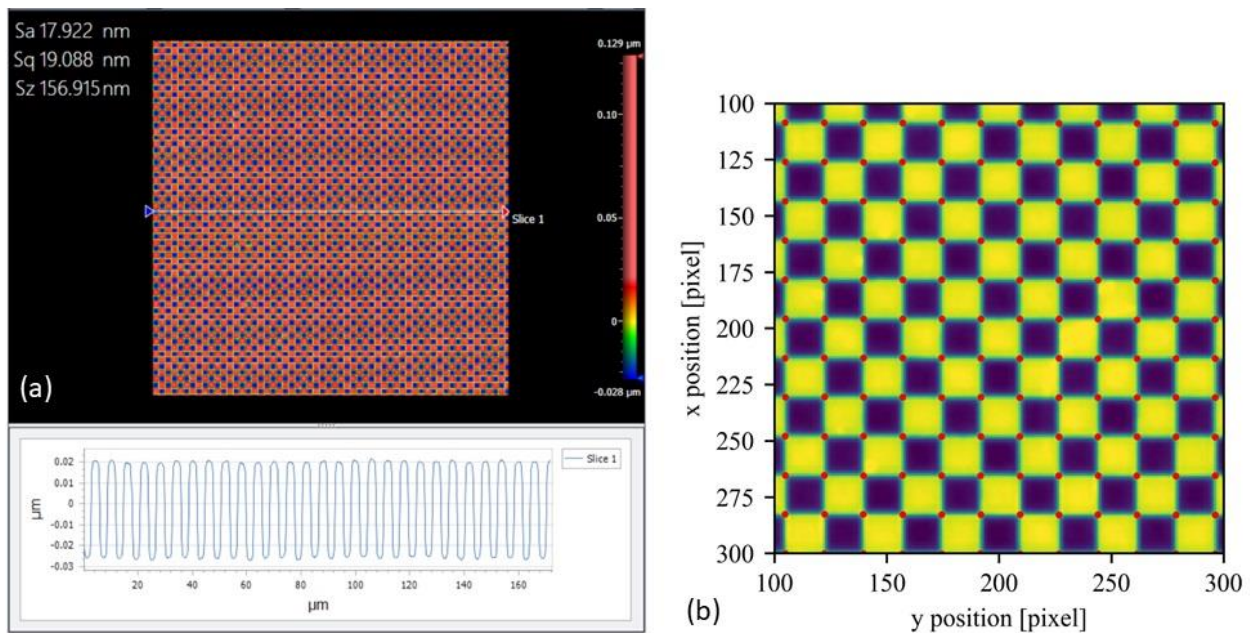 Sa 17.922 nm
Sq 19.088 nm
Sz 156.915 nm
0.129 µm
0.10
0.05
0
-0.028 µm
Slice 1
(a)
0.02
0.01
0
-0.01
-0.02
-0.03
µm
20 40 60 80 100 120 140 160
µm
Slice 1
100
125
150
175
200
225
250
275
300
x position [pixel]
100 150 200 250 300
y position [pixel]
(b)